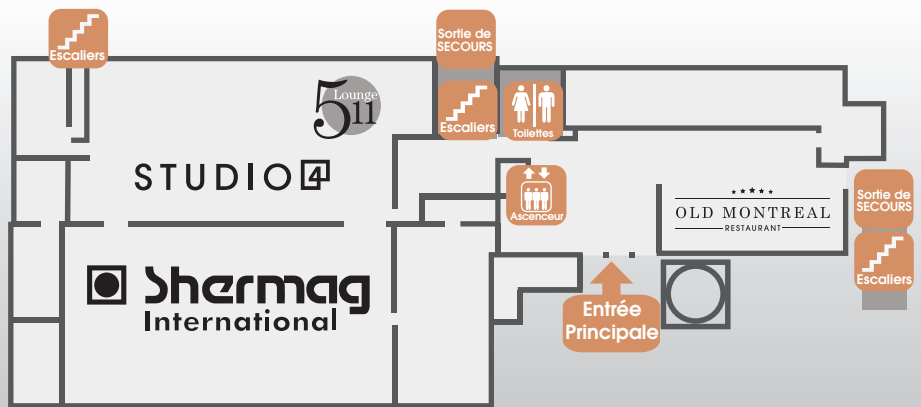 Escaliers
Sortie de
SECOURS
Lounge
511
Escaliers
Toilettes
STUDIO 4
Ascenceur
OLD MONTREAL
RESTAURANT
Sortie de
SECOURS
Escaliers
Shermag
International
Entrée
Principale